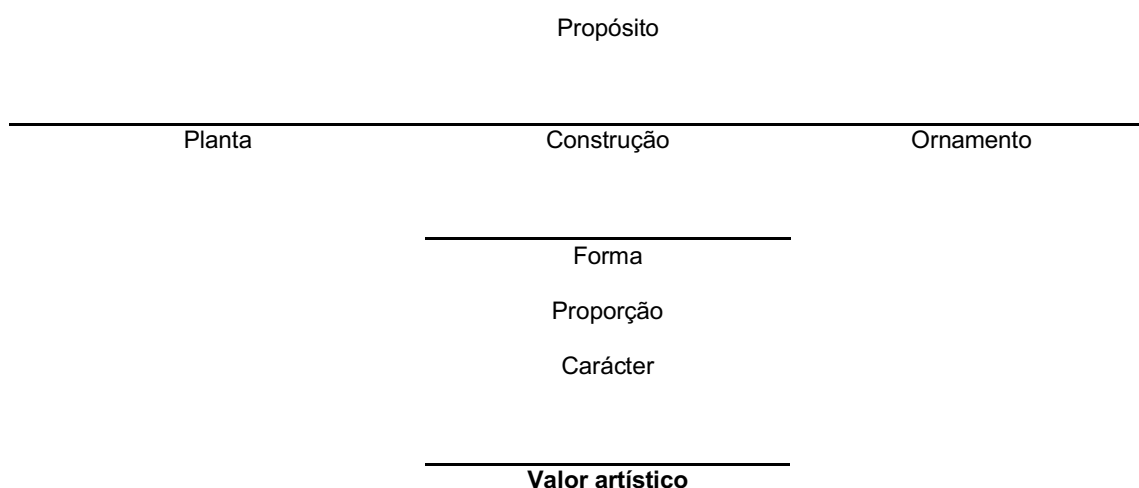 Propósito
Planta Construção Ornamento
Forma
Proporção
Carácter
Valor artístico